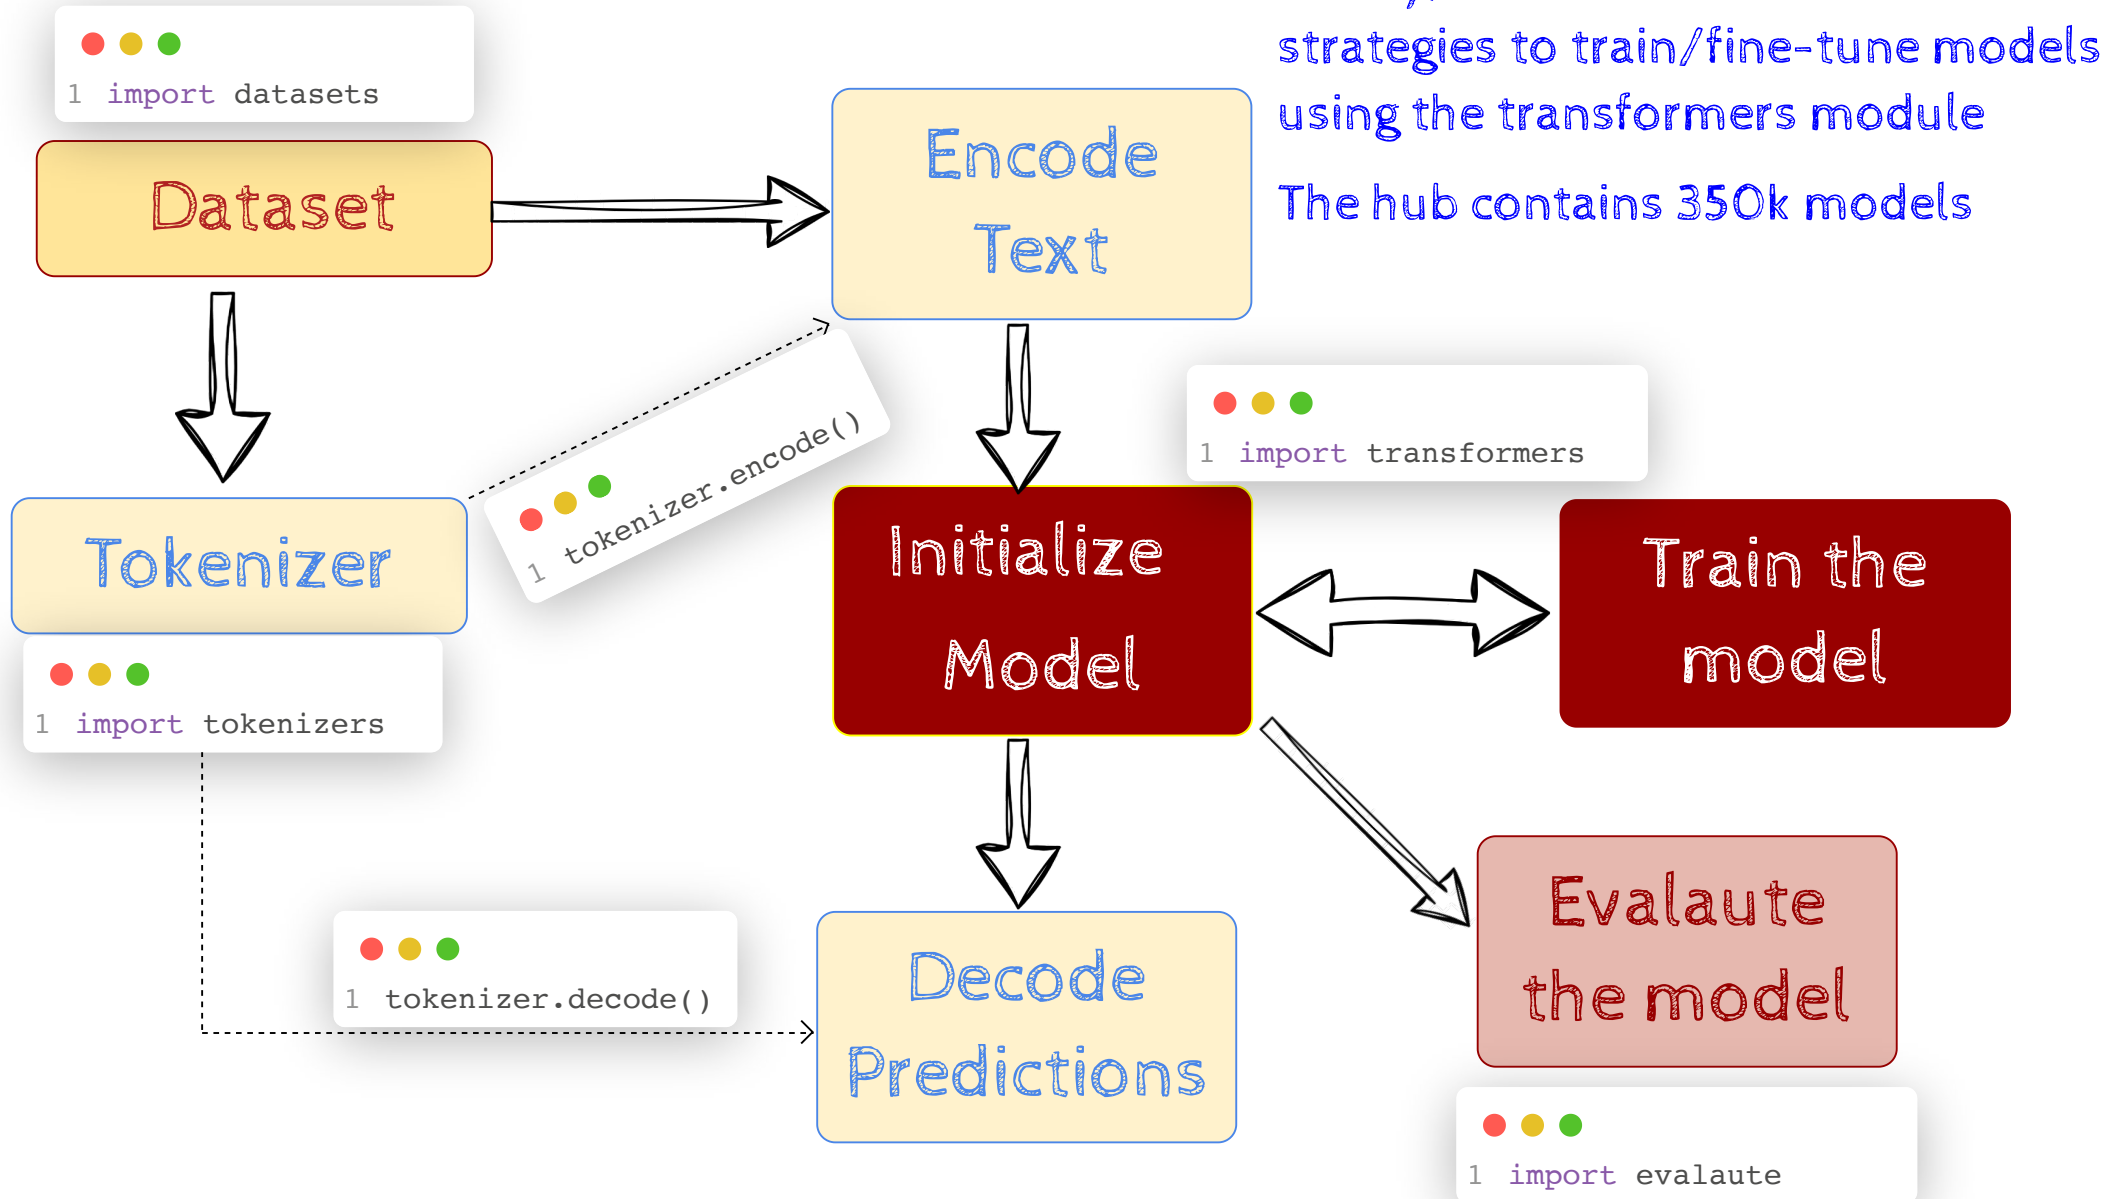 1 import datasets
Dataset
Encode
Text
strategies to train/fine-tune models
using the transformers module
The hub contains 350k models
1 tokenizer.encode()
1 import transformers
Tokenizer
1 import tokenizers
Initialize
Model
Train the
model
1 tokenizer.decode()
Decode
Predictions
Evalaute
the model
1 import evalaute